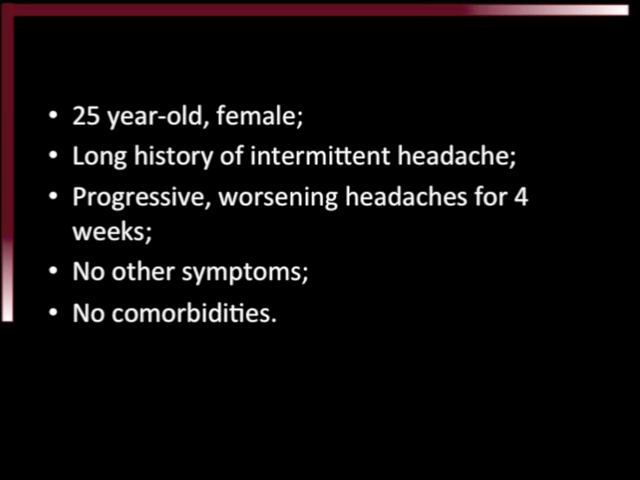 • 25 year-old, female;
• Long history of intermittent headache;
• Progressive, worsening headaches for 4
weeks;
• No other symptoms;
• No comorbidities.